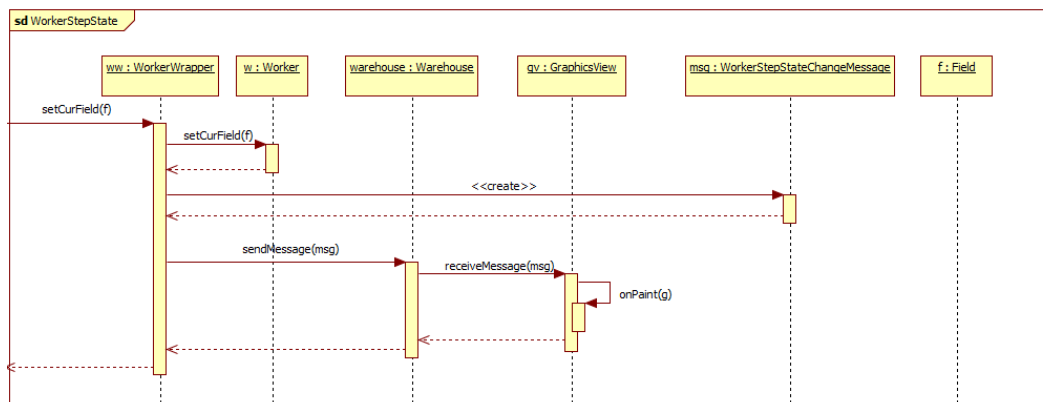 sd WorkerStepState
ww : WorkerWrapper
w : Worker
warehouse : Warehouse
gv : GraphicsView
msg : WorkerStepStateChangeMessage
f : Field
setCurField(f)
setCurField(f)
<<create>>
sendMessage(msg)
receiveMessage(msg)
onPaint(g)